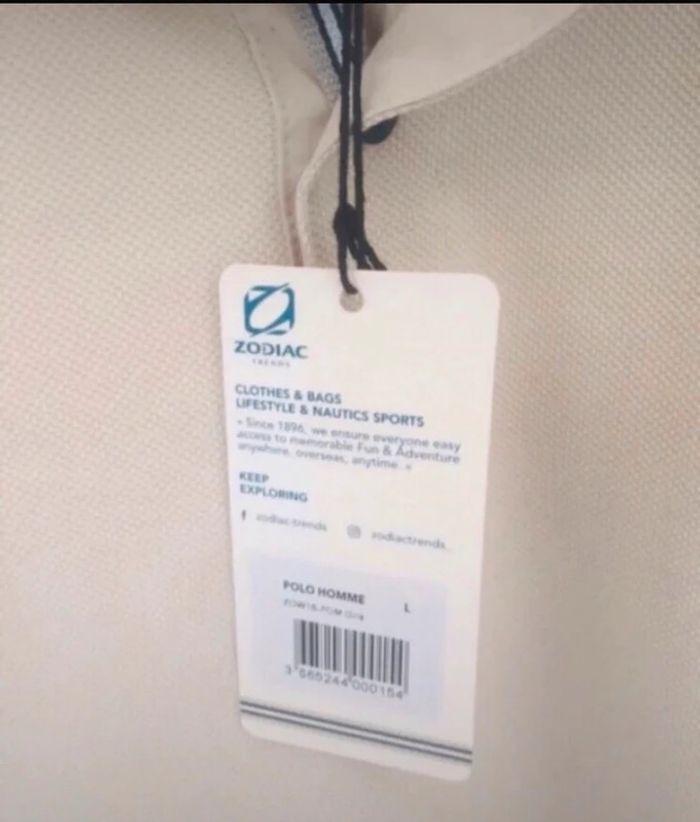 ZODIAC
TRENDS
CLOTHES & BAGS
LIFESTYLE & NAUTICS SPORTS
« Since 1896, we ensure everyone easy
access to memorable Fun & Adventure
anywhere, overseas, anytime. »
KEEP
EXPLORING
zodiac-trends
zodiactrends
POLO HOMME L
3 665244 000154